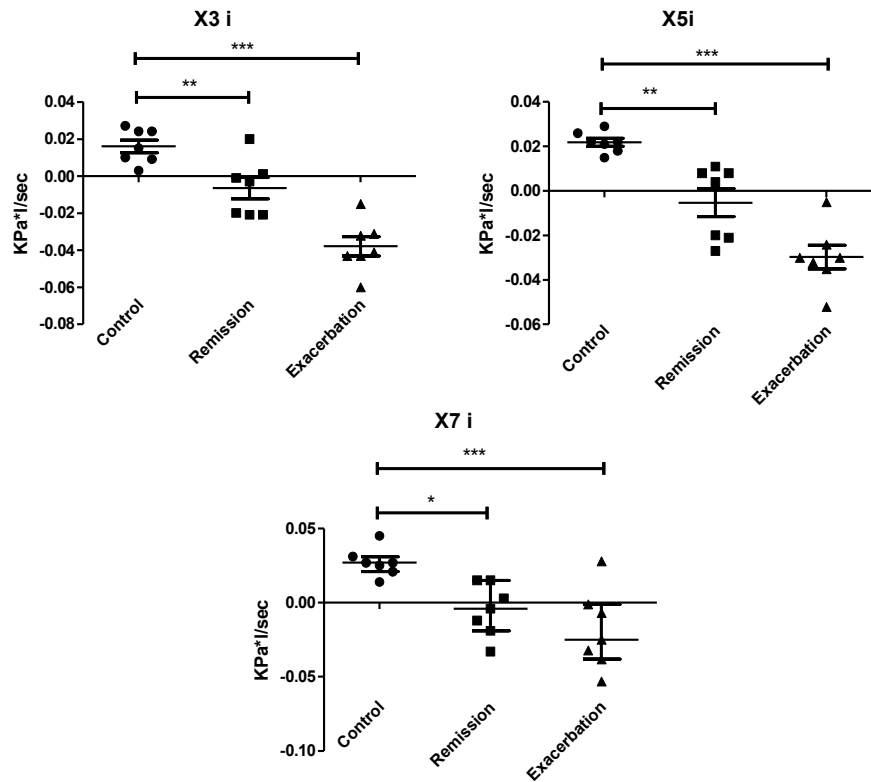 X3 i
***
**
KPa*l/sec
0.04
0.02
0.00
-0.02
-0.04
-0.06
-0.08
Control
Remission
Exacerbation
X5i
***
**
KPa*l/sec
0.04
0.02
0.00
-0.02
-0.04
-0.06
Control
Remission
Exacerbation
X7 i
***
*
KPa*l/sec
0.05
0.00
-0.05
-0.10
Control
Remission
Exacerbation